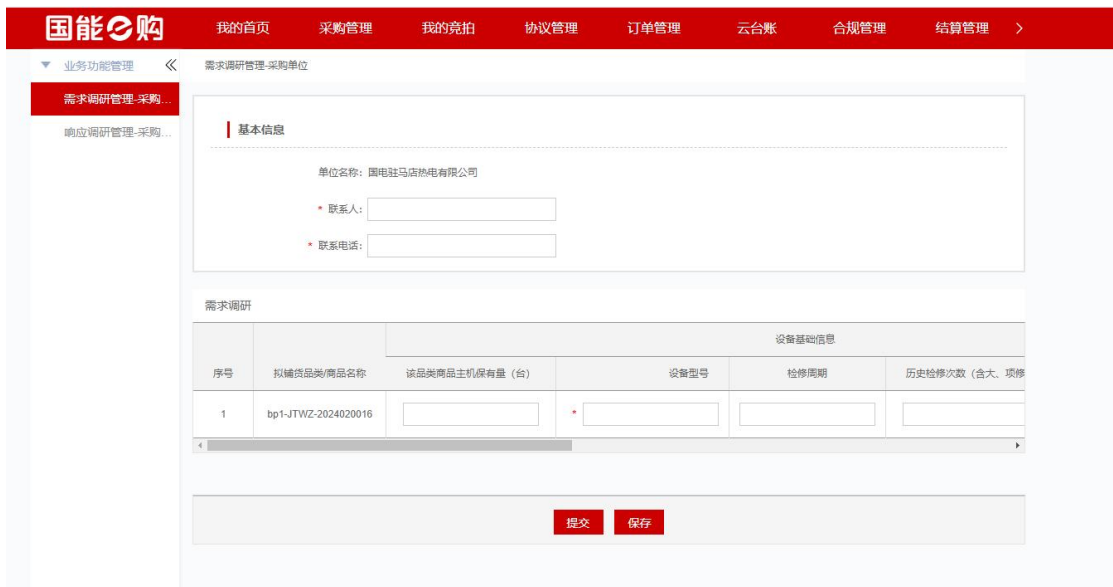 国能e购 我的首页 采购管理 我的竞拍 协议管理 订单管理 云台账 合规管理 结算管理 >
▼ 业务功能管理 《 需求调研管理-采购单位
需求调研管理-采购...
响应调研管理-采购...
基本信息
单位名称: 国电驻马店热电有限公司
* 联系人:
* 联系电话:
需求调研
设备基础信息
序号 拟铺货品类/商品名称 该品类商品主机保有量（台） 设备型号 检修周期 历史检修次数（含大、项修
1 bp1-JTWZ-2024020016 *
提交 保存